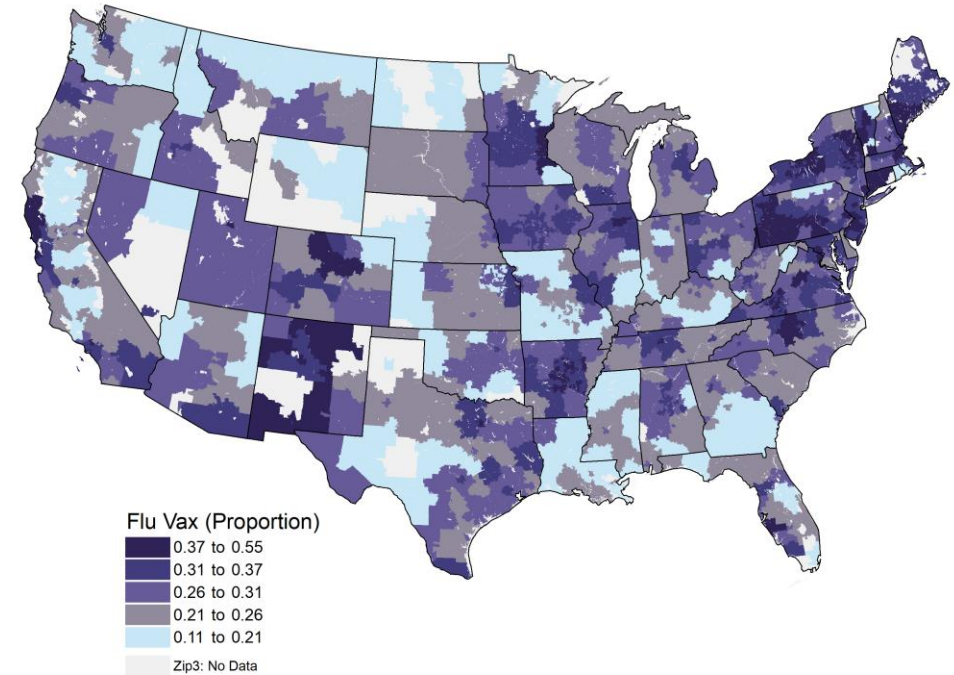 Flu Vax (Proportion)
0.37 to 0.55
0.31 to 0.37
0.26 to 0.31
0.21 to 0.26
0.11 to 0.21
Zip3: No Data